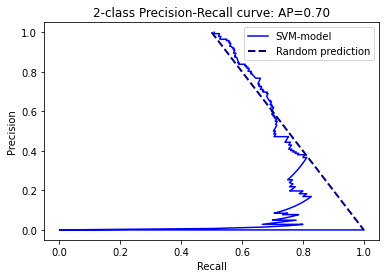 2-class Precision-Recall curve: AP=0.70
SVM-model
Random prediction
Precision
1.0
0.8
0.6
0.4
0.2
0.0
0.0 0.2 0.4 0.6 0.8 1.0
Recall